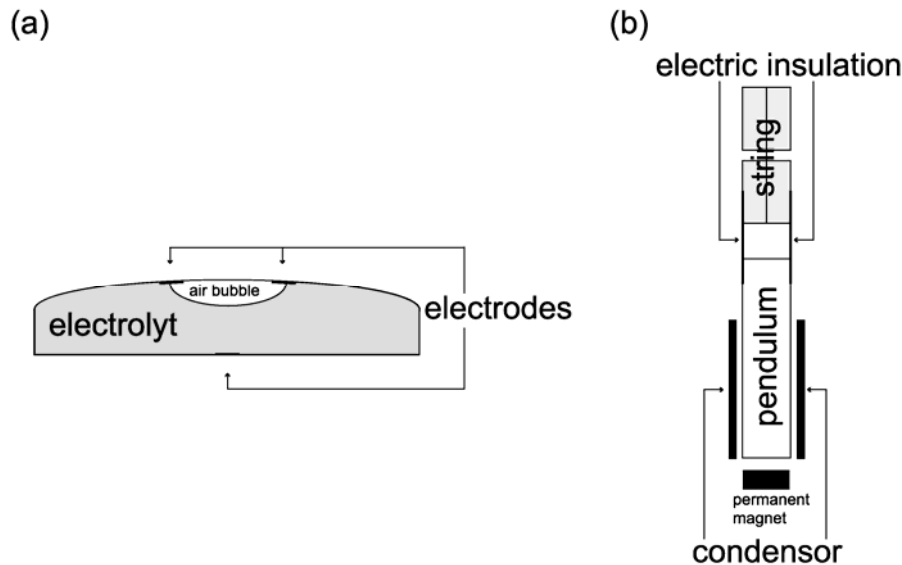 (a)
air bubble
electrolyt
electrodes
(b)
electric insulation
string
pendulum
permanent
magnet
condensor